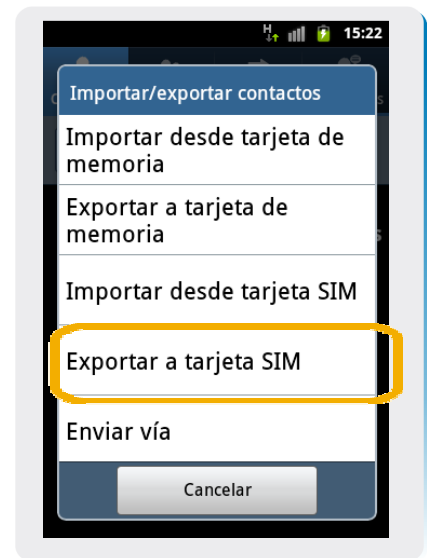 H
15:22
Importar/exportar contactos
Importar desde tarjeta de
memoria
Exportar a tarjeta de
memoria
Importar desde tarjeta SIM
Exportar a tarjeta SIM
Enviar vía
Cancelar